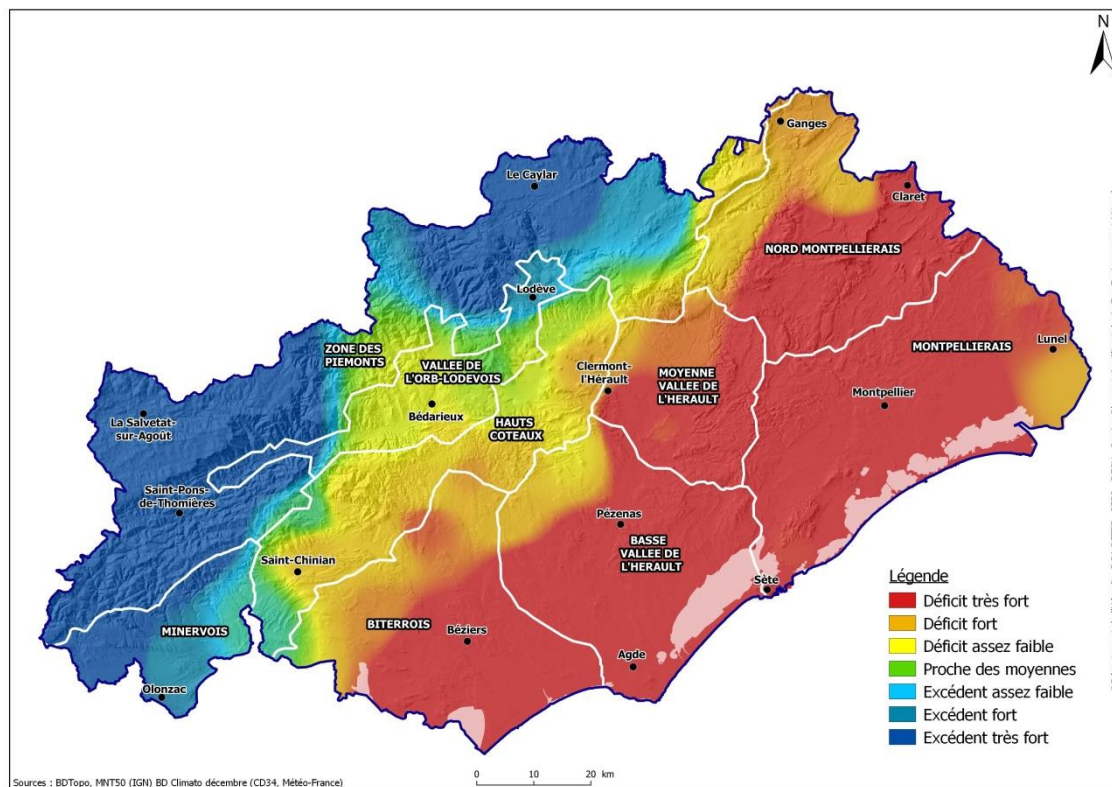 N
Ganges
Le Caylar
Claret
NORD MONTPELLIERAIS
Lodève
ZONE DES
PIEMONTS
VALLEE DE
L'ORB-LODEVOIS
Clermont-
l'Hérault
MOYENNE
VALLEE DE
L'HERAULT
MONTPELLIERAIS
Lunel
Montpellier
La Salvetat-
sur-Agoût
Bédarieux
HAUTS
COTEAUX
Saint-Pons-
de-Thomières
Pézenas
BASSE
VALLEE DE
L'HERAULT
Saint-Chinian
Sète
MINERVOIS
BITERROIS
Béziers
Agde
Olonzac
Légende
Déficit très fort
Déficit fort
Déficit assez faible
Proche des moyennes
Excédent assez faible
Excédent fort
Excédent très fort
Sources : BDTopo, MNT50 (IGN) BD Climato décembre (CD34, Météo-France)
0 10 20 km